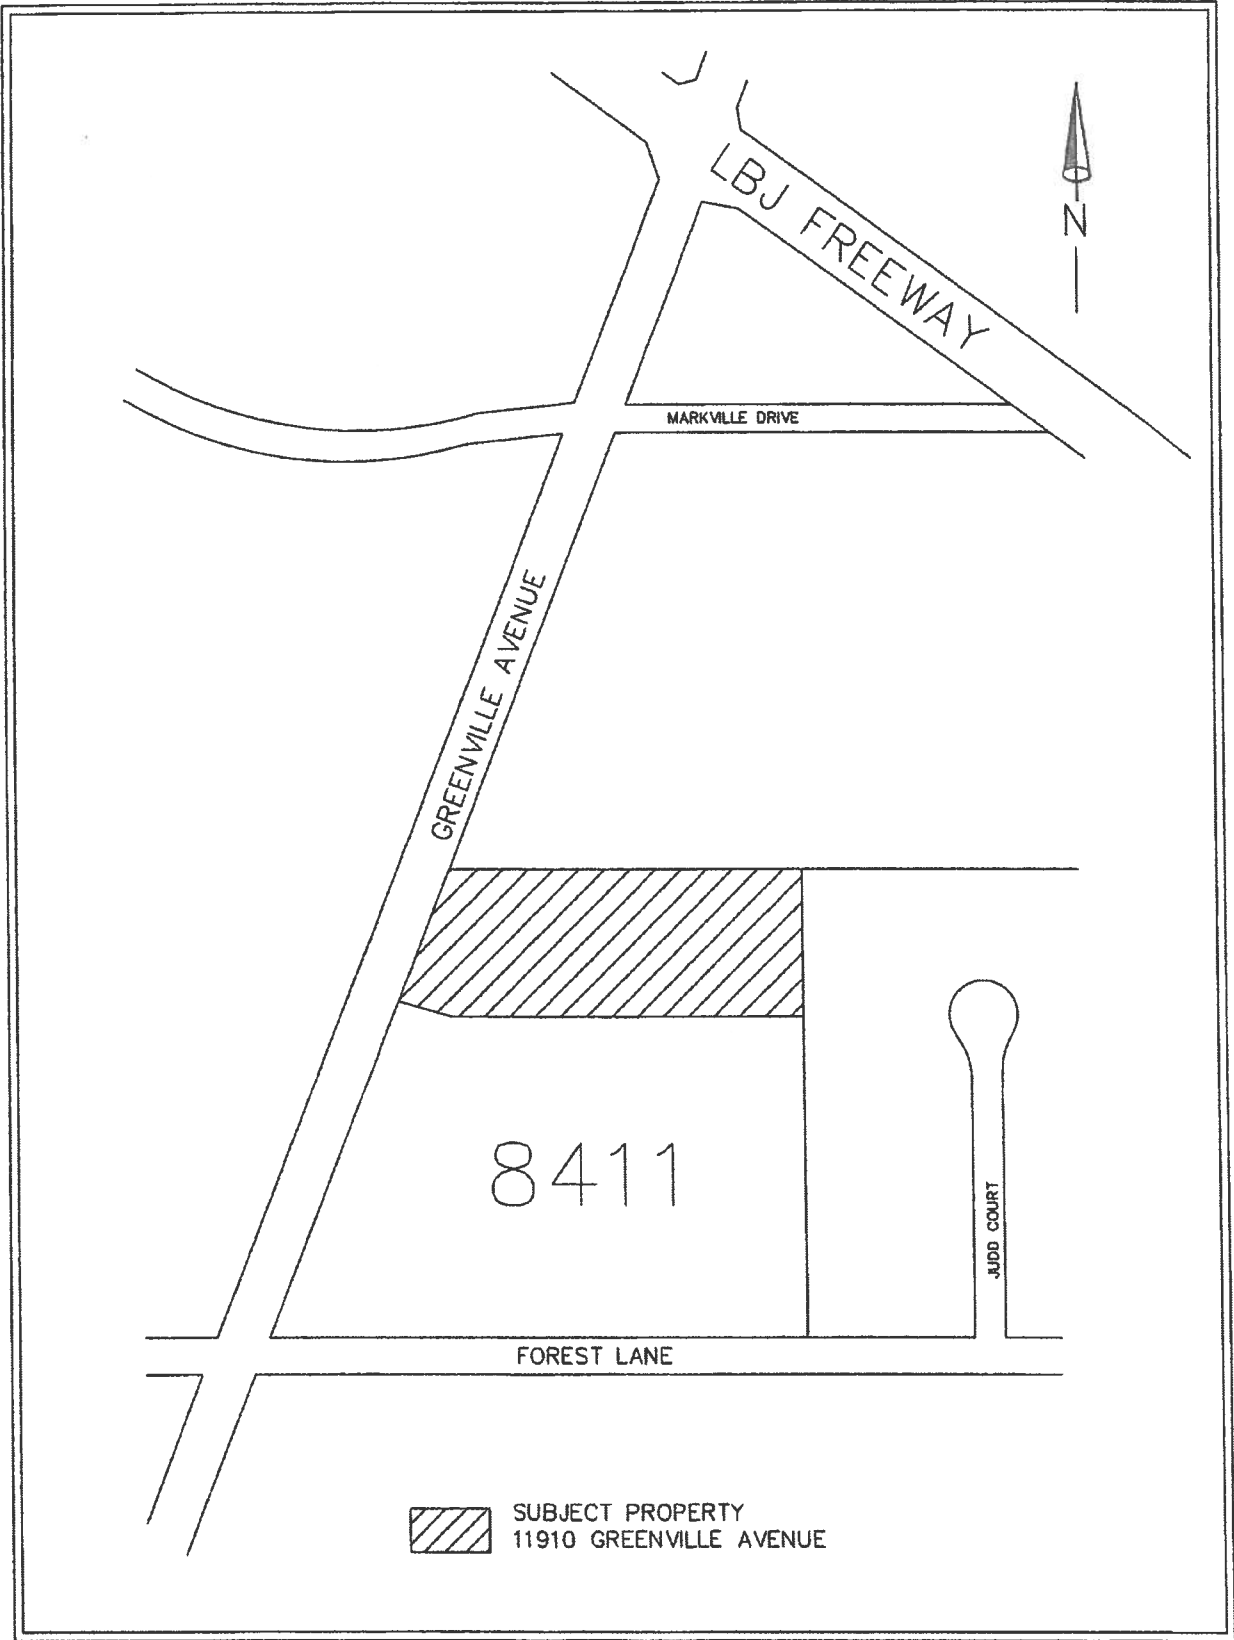 LBJ FREEWAY
N
MARKVILLE DRIVE
GREENVILLE AVENUE
8411
JUDD COURT
FOREST LANE
SUBJECT PROPERTY
11910 GREENVILLE AVENUE